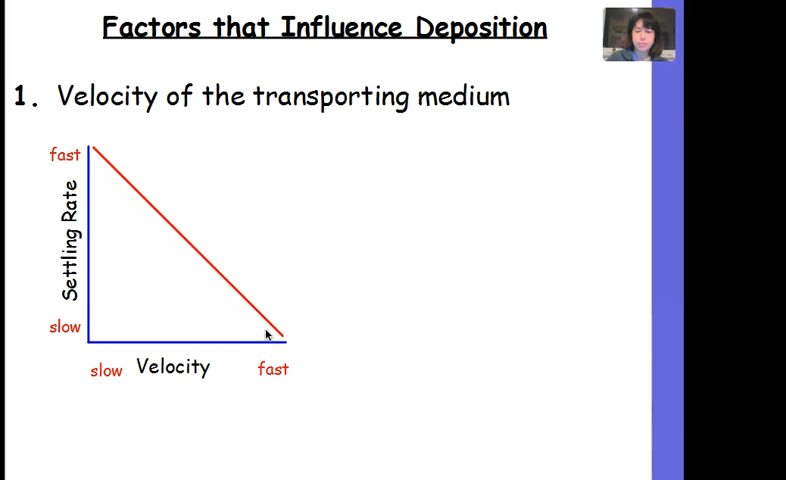 Factors that Influence Deposition
1. Velocity of the transporting medium
fast
Settling Rate
slow
slow Velocity fast